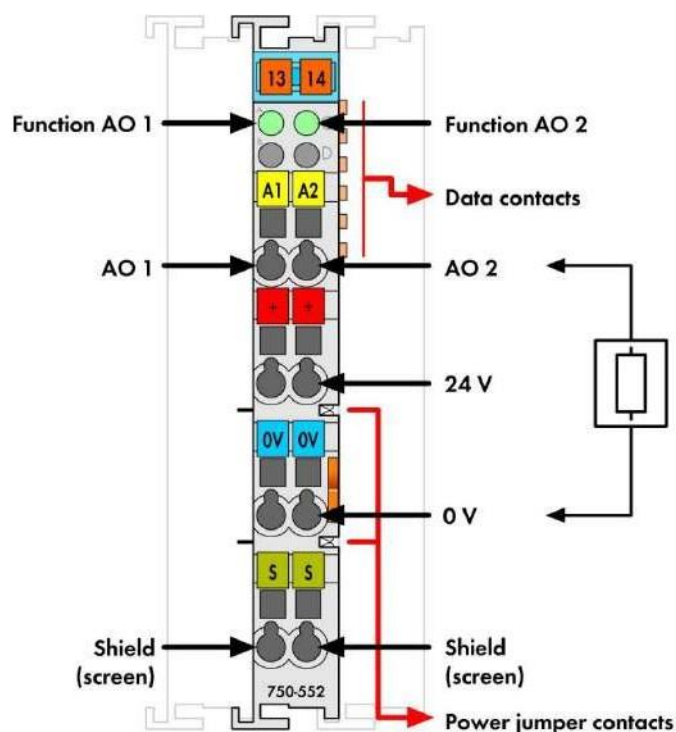 13 14
Function AO 1
Function AO 2
A1 A2
Data contacts
AO 1
AO 2
+ +
24 V
0V 0V
0 V
S S
Shield
(screen)
Shield
(screen)
750-552
Power jumper contacts